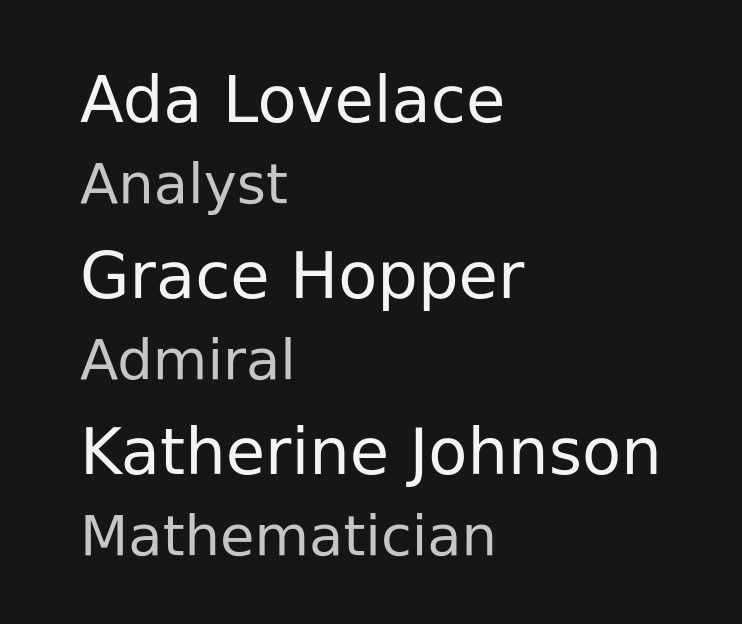 Ada Lovelace
Analyst
Grace Hopper
Admiral
Katherine Johnson
Mathematician